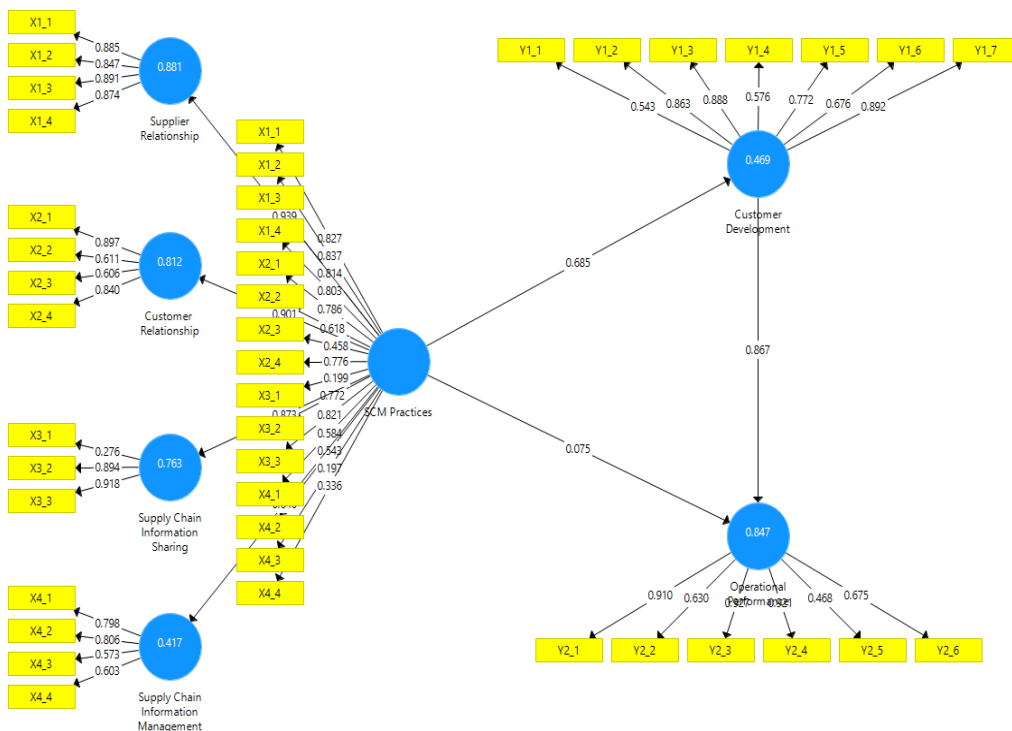 X1_1
X1_2
X1_3
X1_4
0.885
0.847
0.891
0.874
0.881
Supplier
Relationship
X2_1
X2_2
X2_3
X2_4
0.897
0.611
0.606
0.840
0.812
Customer
Relationship
X3_1
X3_2
X3_3
0.276
0.894
0.918
0.763
Supply Chain
Information
Sharing
X4_1
X4_2
X4_3
X4_4
0.798
0.806
0.573
0.603
0.417
Supply Chain
Information
Management
X1_1
X1_2
X1_3
X1_4
X2_1
X2_2
X2_3
X2_4
X3_1
X3_2
X3_3
X4_1
X4_2
X4_3
X4_4
0.939
0.901
0.873
0.827
0.837
0.814
0.803
0.786
0.618
0.458
0.776
0.199
0.772
0.821
0.584
0.543
0.197
0.336
SCM Practices
0.685
0.075
Y1_1
Y1_2
Y1_3
Y1_4
Y1_5
Y1_6
Y1_7
0.543
0.863
0.888
0.576
0.772
0.676
0.892
0.469
Customer
Development
0.867
0.847
Operational
Performance
0.910
0.630
0.927
0.921
0.468
0.675
Y2_1
Y2_2
Y2_3
Y2_4
Y2_5
Y2_6